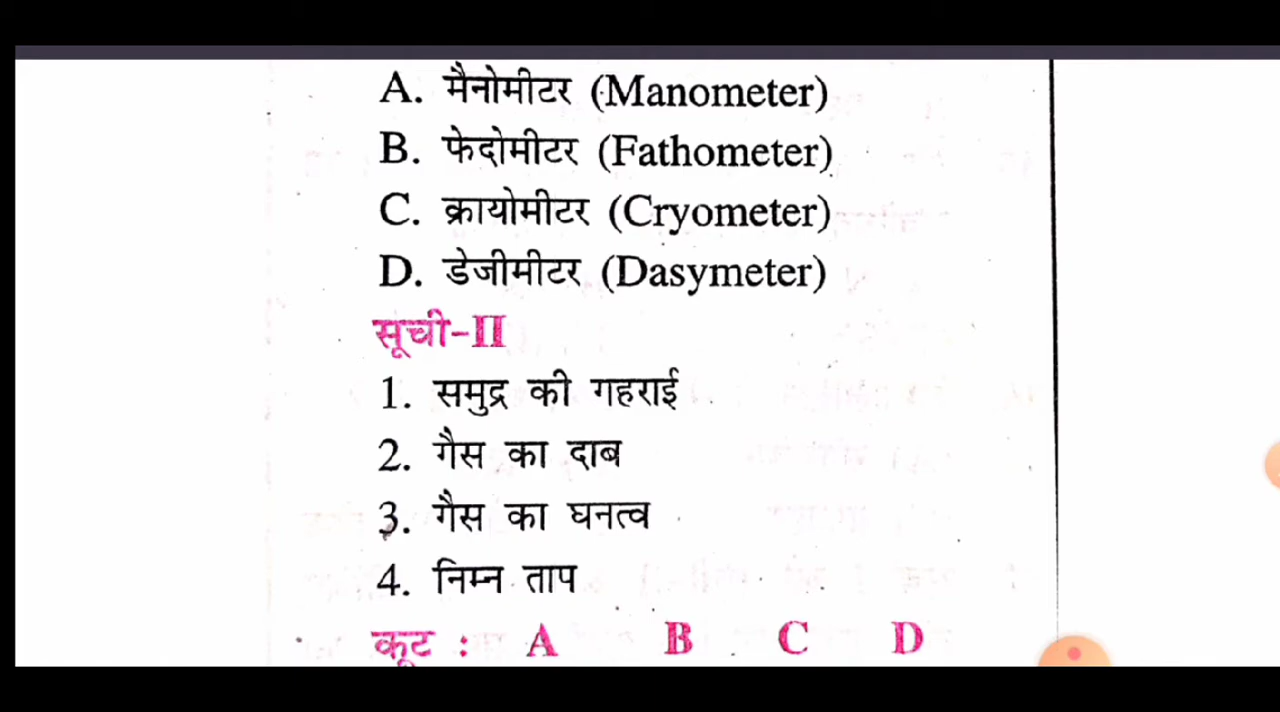 A. मैनोमीटर (Manometer)
B. फेदोमीटर (Fathometer)
C. क्रायोमीटर (Cryometer)
D. डेजीमीटर (Dasymeter)
सूची-II
1. समुद्र की गहराई
2. गैस का दाब
3. गैस का घनत्व
4. निम्न ताप
कूट : A B C D